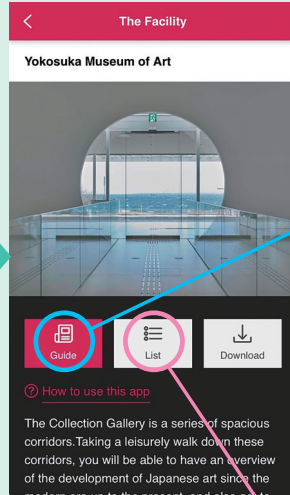 The Facility
Yokosuka Museum of Art
Guide
List
Download
? How to use this app
The Collection Gallery is a series of spacious
corridors.Taking a leisurely walk down these
corridors, you will be able to have an overview
of the development of Japanese art since the